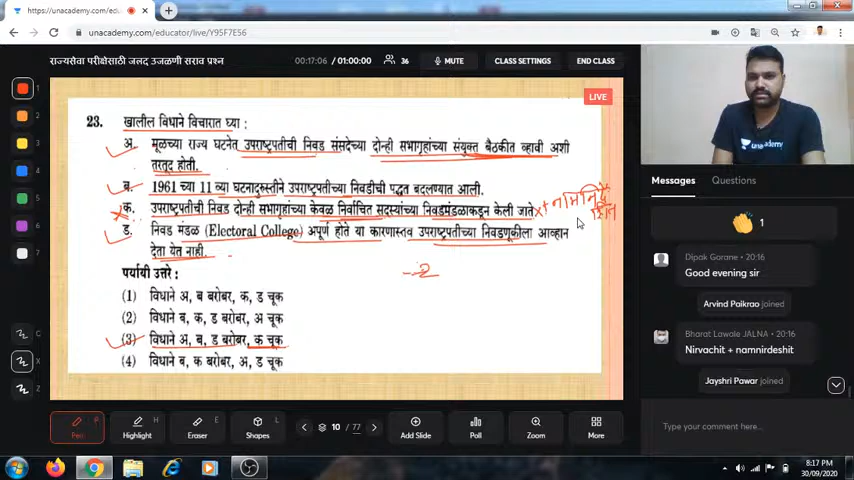 https://unacademy.com/educator/live/Y95F7E56
unacademy.com/educator/live/Y95F7E56
राज्यसेवा परीक्षेसाठी जलद उजळणी सराव प्रश्न
00:17:06 / 01:00:00
36
MUTE
CLASS SETTINGS
END CLASS
LIVE
23. खालील विधाने विचारात घ्या :
अ. मूळच्या राज्य घटनेत उपराष्ट्रपतीची निवड संसदेच्या दोन्ही सभागृहांच्या संयुक्त बैठकीत व्हावी अशी
तरतूद होती.
ब. 1961 च्या 11 व्या घटनादुरुस्तीने उपराष्ट्रपतीच्या निवडीची पद्धत बदलण्यात आली.
क. उपराष्ट्रपतीची निवड दोन्ही सभागृहांच्या केवळ निर्वाचित सदस्यांच्या निवडमंडळाकडून केली जाते
ड. निवड मंडळ (Electoral College) अपूर्ण होते या कारणास्तव उपराष्ट्रपतीच्या निवडणूकीला आव्हान
देता येत नाही.
पर्यायी उत्तरे :
2
(1) विधाने अ, ब बरोबर, क, ड चूक
(2) विधाने ब, क, ड बरोबर, अ चूक
(3) विधाने अ, ब, ड बरोबर, क चूक
(4) विधाने ब, क बरोबर, अ, ड चूक
Messages
Questions
1
Dipak Gorane • 20:16
Good evening sir
Arvind Paikrao joined
Bharat Lawale JALNA • 20:16
Nirvachit + namnirdeshit
Jayshri Pawar joined
Type your message here...
C
X
Z
Pen
P
Highlight
H
Eraser
E
Shapes
L
10 / 77
Add Slide
Poll
Zoom
More
8:17 PM
30/09/2020